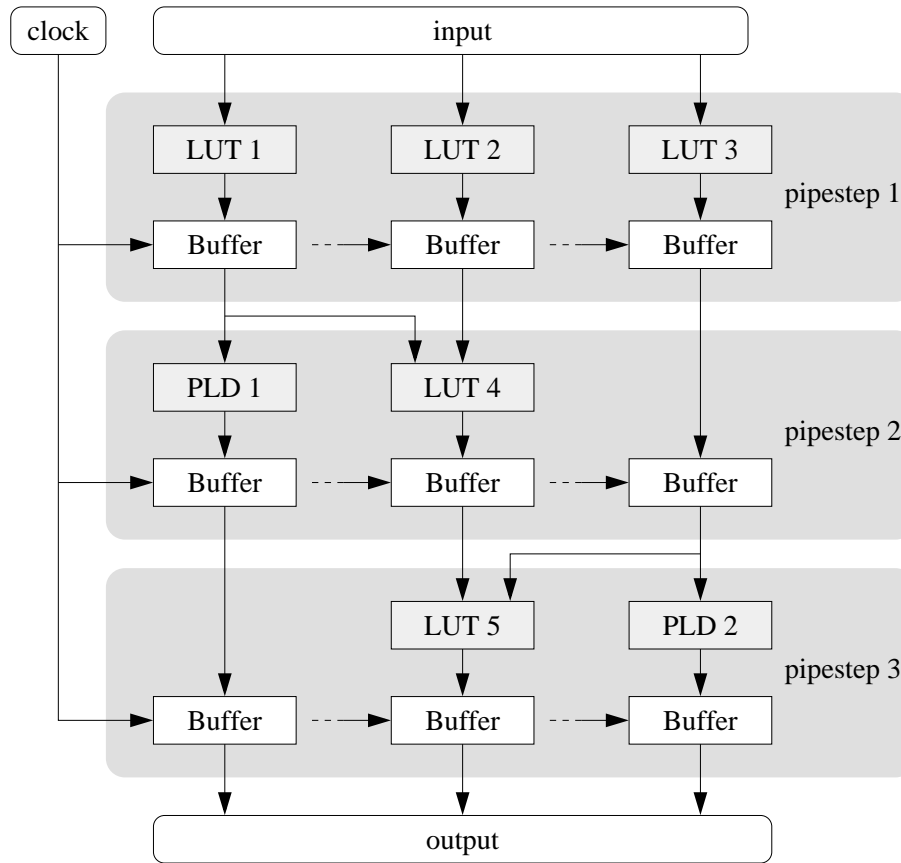 clock
input
LUT 1
LUT 2
LUT 3
pipestep 1
Buffer
Buffer
Buffer
PLD 1
LUT 4
pipestep 2
Buffer
Buffer
Buffer
LUT 5
PLD 2
pipestep 3
Buffer
Buffer
Buffer
output